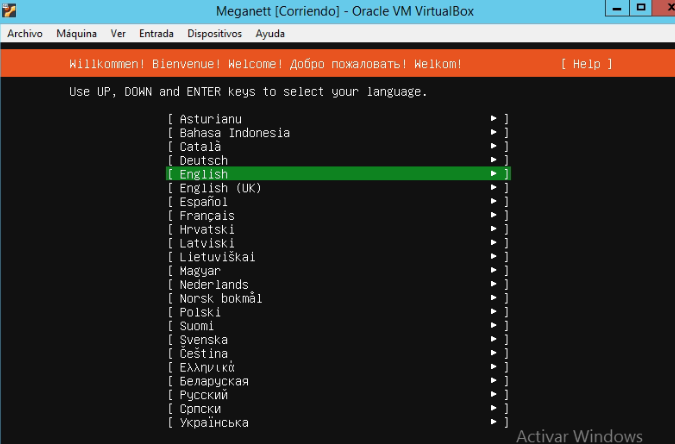 Meganett [Corriendo] - Oracle VM VirtualBox
Archivo Máquina Ver Entrada Dispositivos Ayuda
Willkommen! Bienvenue! Welcome! Добро пожаловать! Welkom! [ Help ]
Use UP, DOWN and ENTER keys to select your language.
[ Asturianu ▸ ]
[ Bahasa Indonesia ▸ ]
[ Català ▸ ]
[ Deutsch ▸ ]
[ English ▸ ]
[ English (UK) ▸ ]
[ Español ▸ ]
[ Français ▸ ]
[ Hrvatski ▸ ]
[ Latviski ▸ ]
[ Lietuviškai ▸ ]
[ Magyar ▸ ]
[ Nederlands ▸ ]
[ Norsk bokmål ▸ ]
[ Polski ▸ ]
[ Suomi ▸ ]
[ Svenska ▸ ]
[ Čeština ▸ ]
[ Ελληνικά ▸ ]
[ Беларуская ▸ ]
[ Русский ▸ ]
[ Српски ▸ ]
[ Українська ▸ ]
Activar Windows